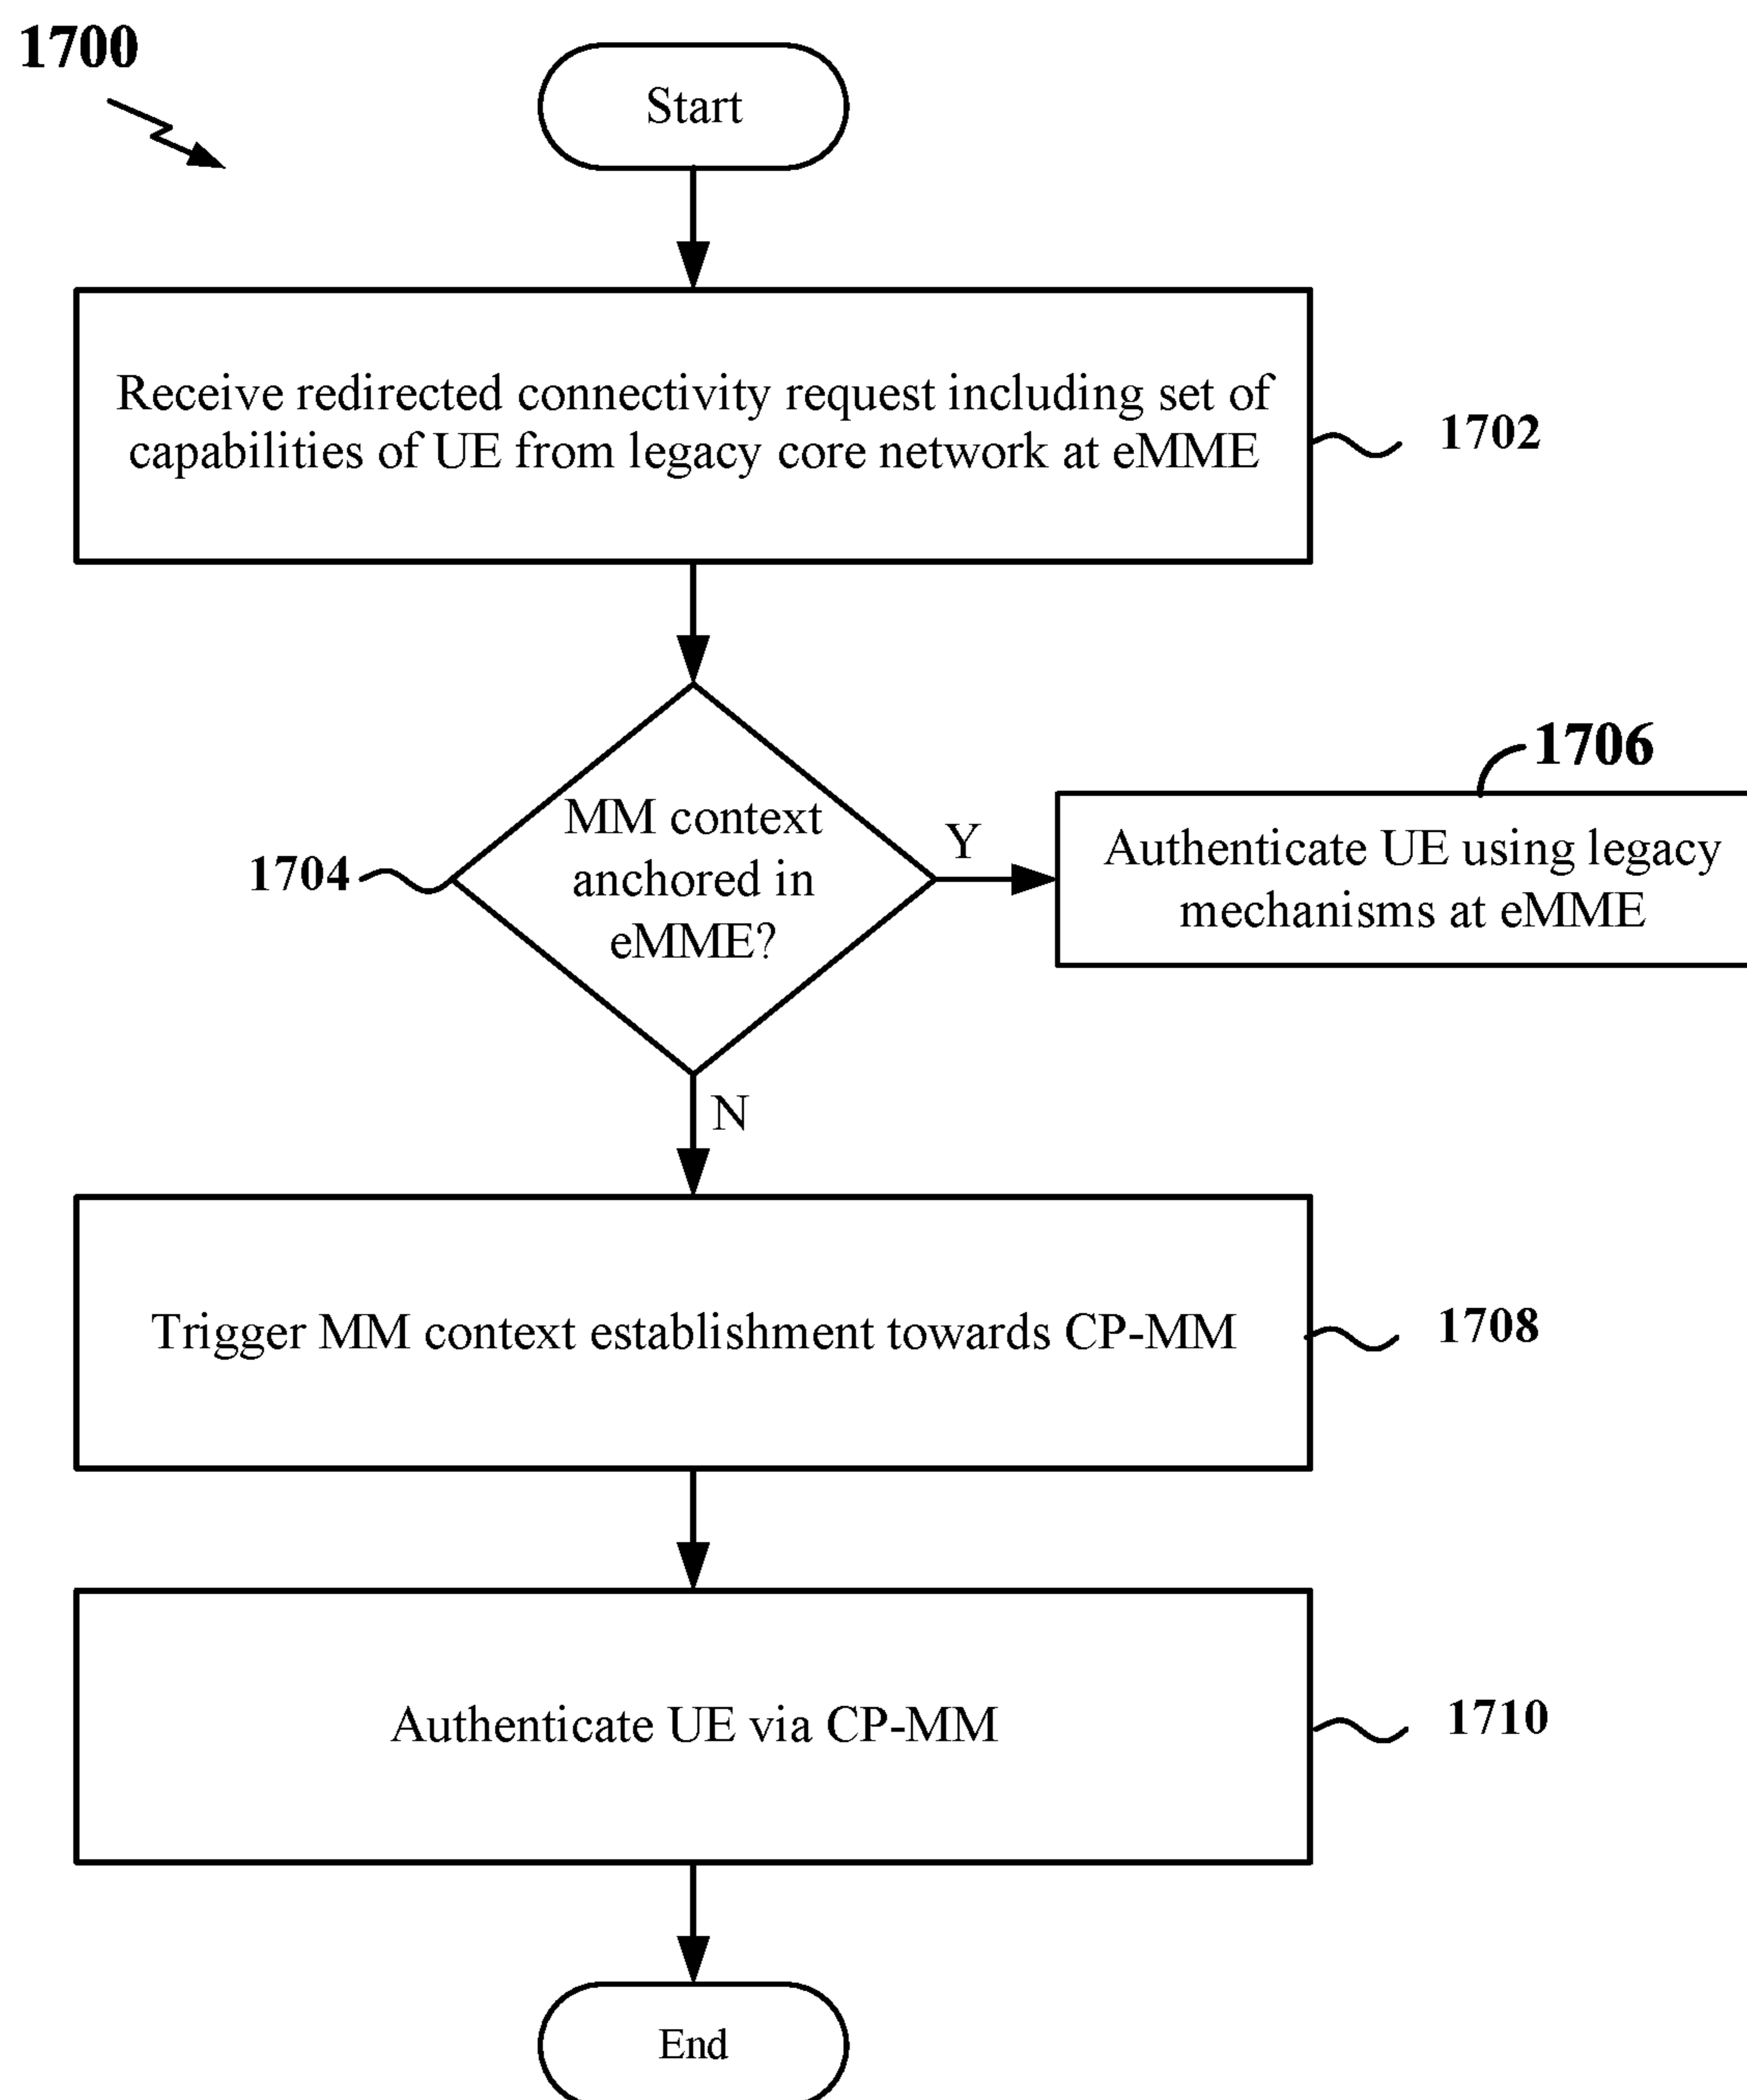 1700
Start
Receive redirected connectivity request including set of
capabilities of UE from legacy core network at eMME
1702
MM context
anchored in
eMME?
1704
Y
1706
Authenticate UE using legacy
mechanisms at eMME
N
Trigger MM context establishment towards CP-MM
1708
Authenticate UE via CP-MM
1710
End